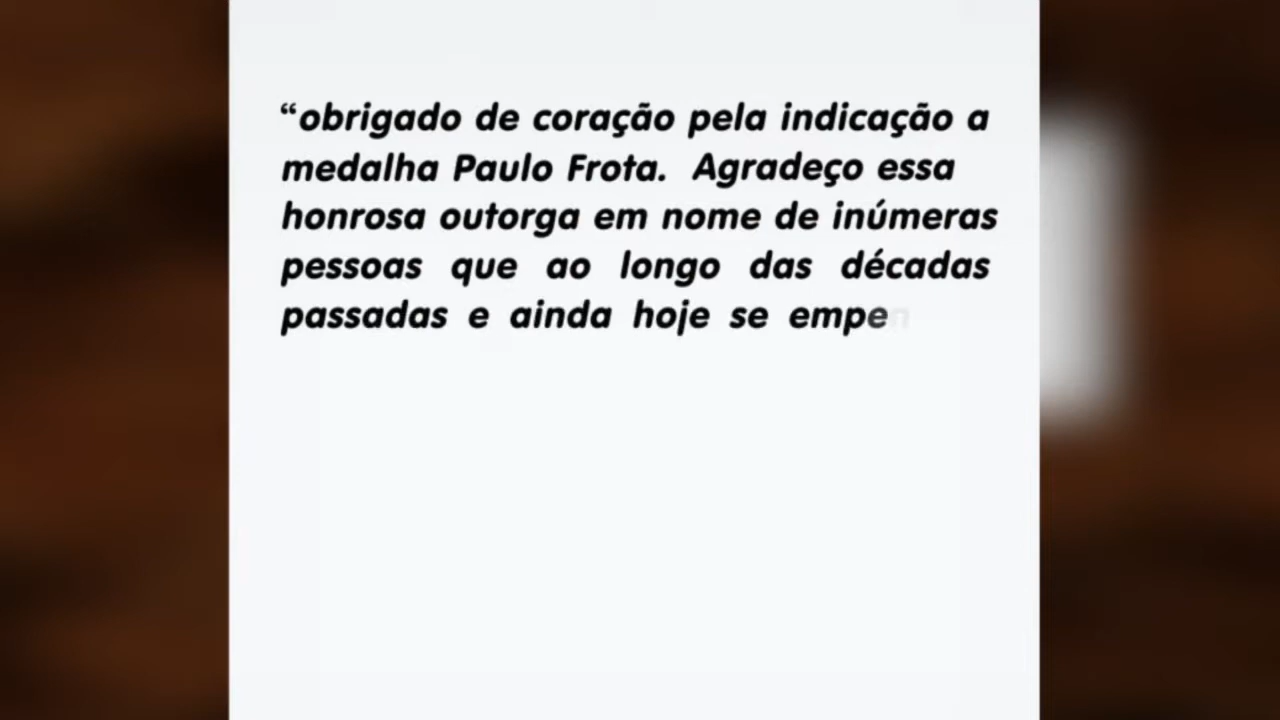 “obrigado de coração pela indicação a
medalha Paulo Frota. Agradeço essa
honrosa outorga em nome de inúmeras
pessoas que ao longo das décadas
passadas e ainda hoje se empen